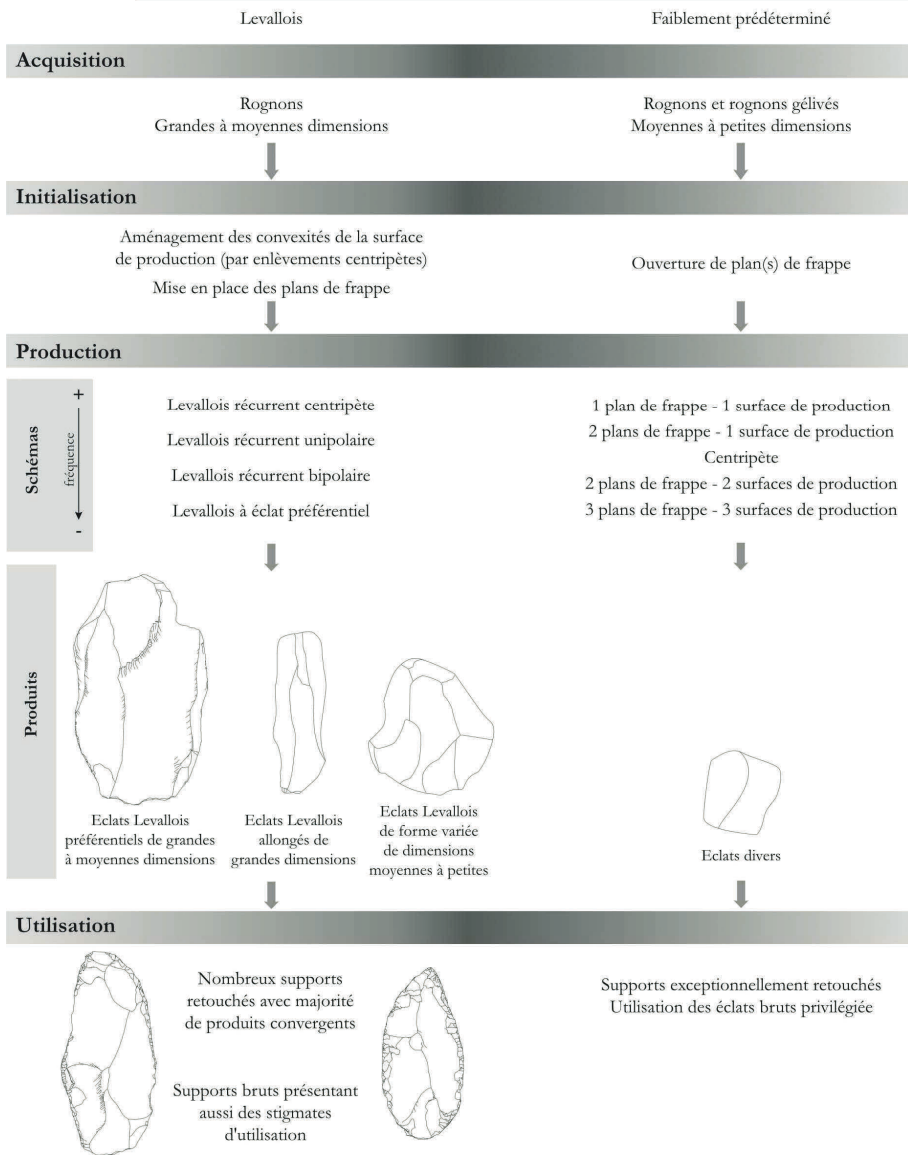 Levallois
Faiblement prédéterminé
Acquisition
Rognons
Grandes à moyennes dimensions
Rognons et rognons gélivés
Moyennes à petites dimensions
Initialisation
Aménagement des convexités de la surface
de production (par enlèvements centripètes)
Mise en place des plans de frappe
Ouverture de plan(s) de frappe
Production
Schémas
fréquence
+
-
Levallois récurrent centripète
Levallois récurrent unipolaire
Levallois récurrent bipolaire
Levallois à éclat préférentiel
1 plan de frappe - 1 surface de production
2 plans de frappe - 1 surface de production
Centripète
2 plans de frappe - 2 surfaces de production
3 plans de frappe - 3 surfaces de production
Produits
Eclats Levallois
préférentiels de grandes
à moyennes dimensions
Eclats Levallois
allongés de
grandes dimensions
Eclats Levallois
de forme variée
de dimensions
moyennes à petites
Eclats divers
Utilisation
Nombreux supports
retouchés avec majorité
de produits convergents
Supports bruts présentant
aussi des stigmates
d'utilisation
Supports exceptionnellement retouchés
Utilisation des éclats bruts privilégiée